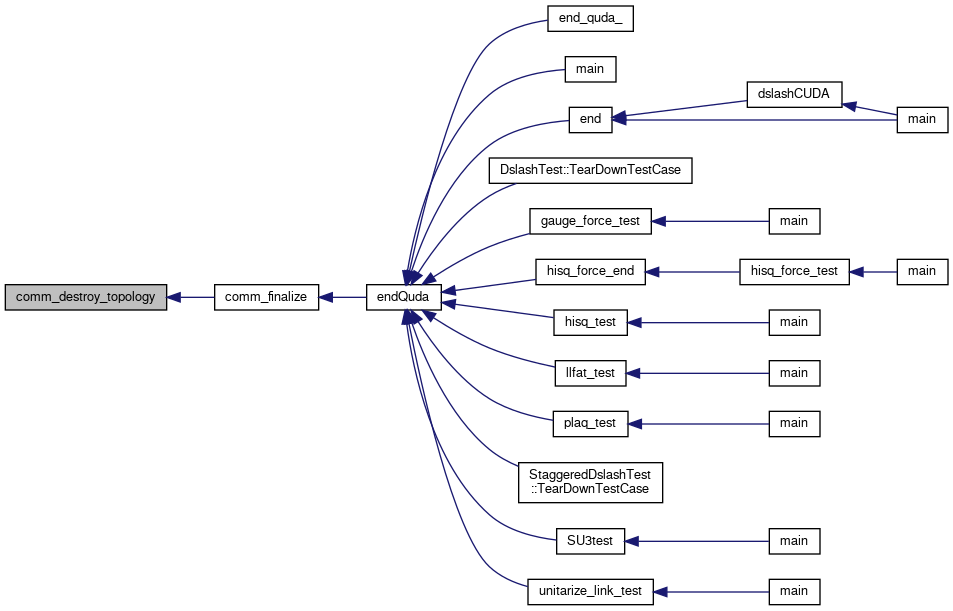 end_quda_
main
end
dslashCUDA
main
DslashTest::TearDownTestCase
gauge_force_test
main
hisq_force_end
hisq_force_test
main
comm_destroy_topology
comm_finalize
endQuda
hisq_test
main
llfat_test
main
plaq_test
main
StaggeredDslashTest
::TearDownTestCase
SU3test
main
unitarize_link_test
main